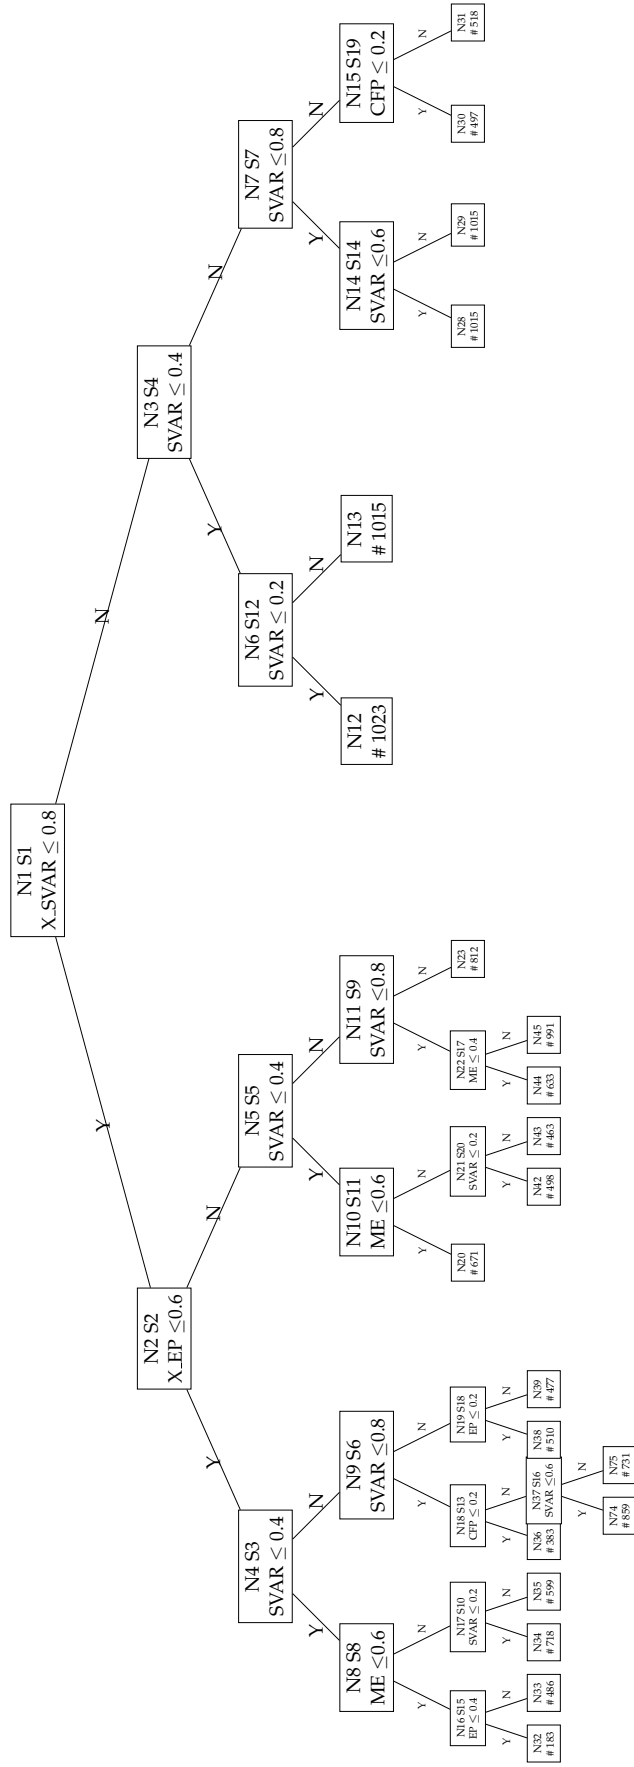 N1 S1
X_SVAR ≤ 0.8
Y
N
N2 S2
X_EP ≤0.6
N3 S4
SVAR ≤ 0.4
Y
N
Y
N
N4 S3
SVAR ≤ 0.4
N5 S5
SVAR ≤ 0.4
N6 S12
SVAR ≤ 0.2
N7 S7
SVAR ≤0.8
Y
N
Y
N
Y
N
Y
N
N8 S8
ME ≤0.6
N9 S6
SVAR ≤0.8
N10 S11
ME ≤0.6
N11 S9
SVAR ≤0.8
N12
# 1023
N13
# 1015
N14 S14
SVAR ≤0.6
N15 S19
CFP ≤ 0.2
Y
N
Y
N
Y
N
Y
N
Y
N
Y
N
N16 S15
EP ≤ 0.4
N17 S10
SVAR ≤ 0.2
N18 S13
CFP ≤ 0.2
N19 S18
EP ≤ 0.2
N20
# 671
N21 S20
SVAR ≤ 0.2
N22 S17
ME ≤ 0.4
N23
# 812
N28
# 1015
N29
# 1015
N30
# 497
N31
# 518
Y
N
Y
N
Y
N
Y
N
Y
N
Y
N
N32
# 183
N33
# 486
N34
# 718
N35
# 599
N36
# 383
N37 S16
SVAR ≤0.6
N38
# 510
N39
# 477
N42
# 498
N43
# 463
N44
# 633
N45
# 991
Y
N
N74
# 859
N75
# 731